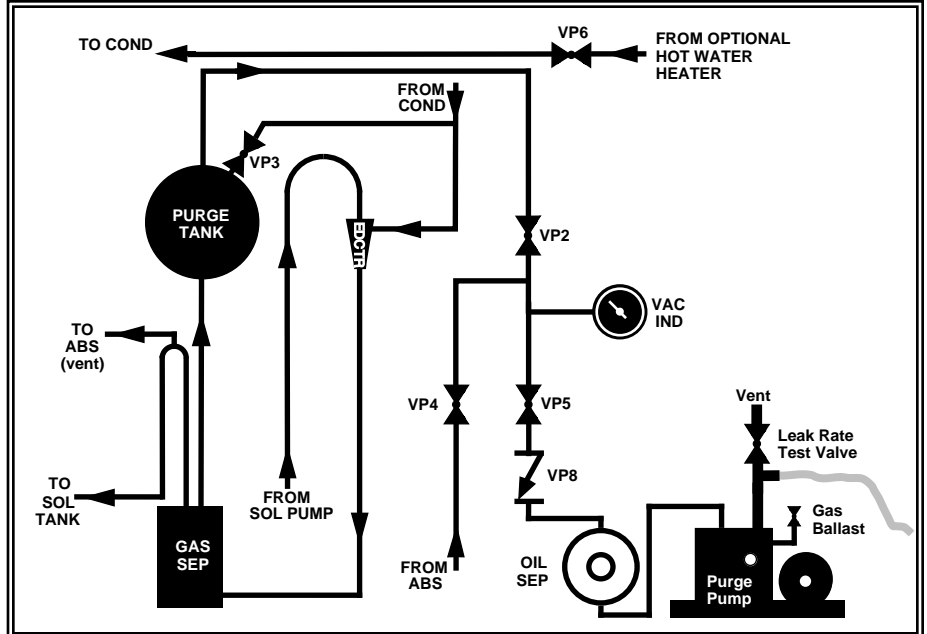 TO COND
VP6
FROM OPTIONAL
HOT WATER
HEATER
FROM
COND
VP3
PURGE
TANK
EDCTR
VP2
VAC
IND
TO
ABS
(vent)
VP4
VP5
Vent
Leak Rate
Test Valve
VP8
TO
SOL
TANK
FROM
SOL PUMP
Gas
Ballast
GAS
SEP
FROM
ABS
OIL
SEP
Purge
Pump